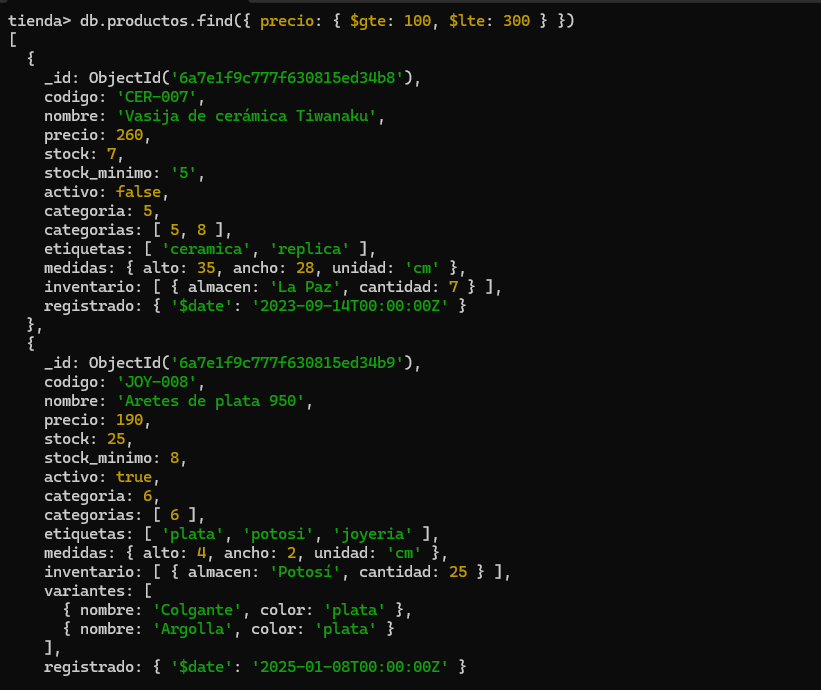 tienda> db.productos.find({ precio: { $gte: 100, $lte: 300 } })
[
  {
    _id: ObjectId('6a7e1f9c777f630815ed34b8'),
    codigo: 'CER-007',
    nombre: 'Vasija de cerámica Tiwanaku',
    precio: 260,
    stock: 7,
    stock_minimo: '5',
    activo: false,
    categoria: 5,
    categorias: [ 5, 8 ],
    etiquetas: [ 'ceramica', 'replica' ],
    medidas: { alto: 35, ancho: 28, unidad: 'cm' },
    inventario: [ { almacen: 'La Paz', cantidad: 7 } ],
    registrado: { '$date': '2023-09-14T00:00:00Z' }
  },
  {
    _id: ObjectId('6a7e1f9c777f630815ed34b9'),
    codigo: 'JOY-008',
    nombre: 'Aretes de plata 950',
    precio: 190,
    stock: 25,
    stock_minimo: 8,
    activo: true,
    categoria: 6,
    categorias: [ 6 ],
    etiquetas: [ 'plata', 'potosi', 'joyeria' ],
    medidas: { alto: 4, ancho: 2, unidad: 'cm' },
    inventario: [ { almacen: 'Potosí', cantidad: 25 } ],
    variantes: [
      { nombre: 'Colgante', color: 'plata' },
      { nombre: 'Argolla', color: 'plata' }
    ],
    registrado: { '$date': '2025-01-08T00:00:00Z' }